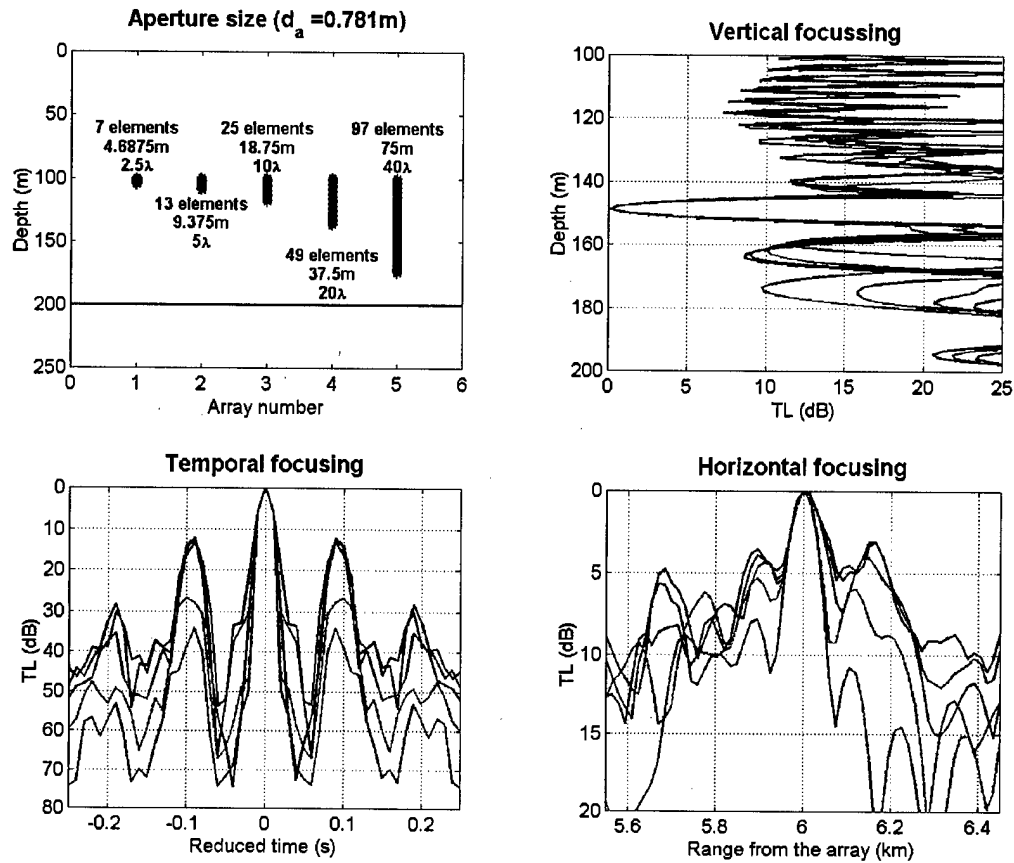 Aperture size (d_a =0.781m)
0
50
100
150
200
250
Depth (m)
7 elements
4.6875m
2.5λ
13 elements
9.375m
5λ
25 elements
18.75m
10λ
49 elements
37.5m
20λ
97 elements
75m
40λ
0 1 2 3 4 5 6
Array number
Vertical focussing
100
120
140
160
180
200
Depth (m)
0 5 10 15 20 25
TL (dB)
Temporal focusing
0
10
20
30
40
50
60
70
80
TL (dB)
-0.2 -0.1 0 0.1 0.2
Reduced time (s)
Horizontal focusing
0
5
10
15
20
TL (dB)
5.6 5.8 6 6.2 6.4
Range from the array (km)